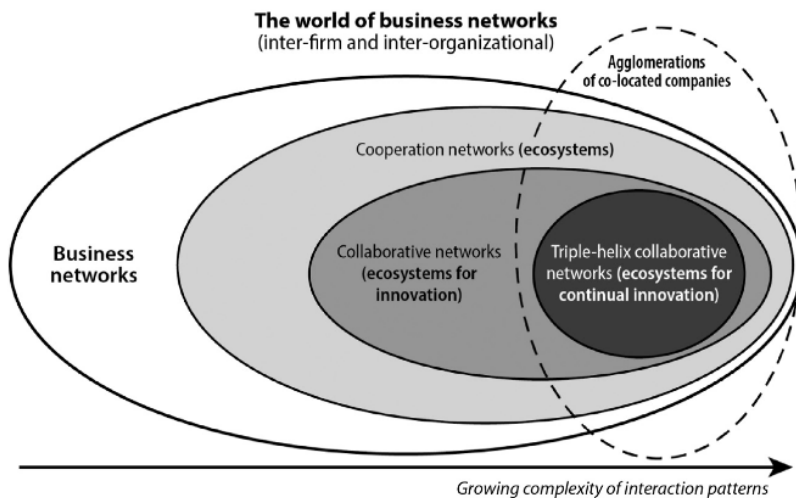 The world of business networks
(inter-firm and inter-organizational)
Agglomerations
of co-located companies
Cooperation networks (ecosystems)
Business
networks
Collaborative networks
(ecosystems for
innovation)
Triple-helix collaborative
networks (ecosystems for
continual innovation)
Growing complexity of interaction patterns